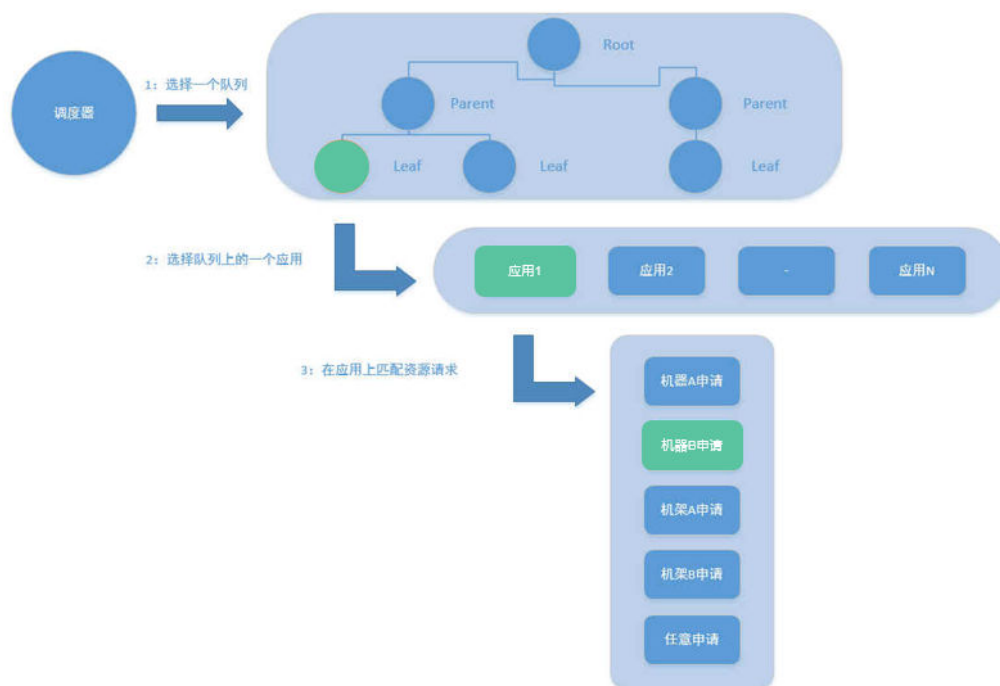 Root
1：选择一个队列
调度器
Parent
Parent
Leaf
Leaf
Leaf
2：选择队列上的一个应用
应用1
应用2
-
应用N
3：在应用上匹配资源请求
机器A申请
机器B申请
机架A申请
机架B申请
任意申请